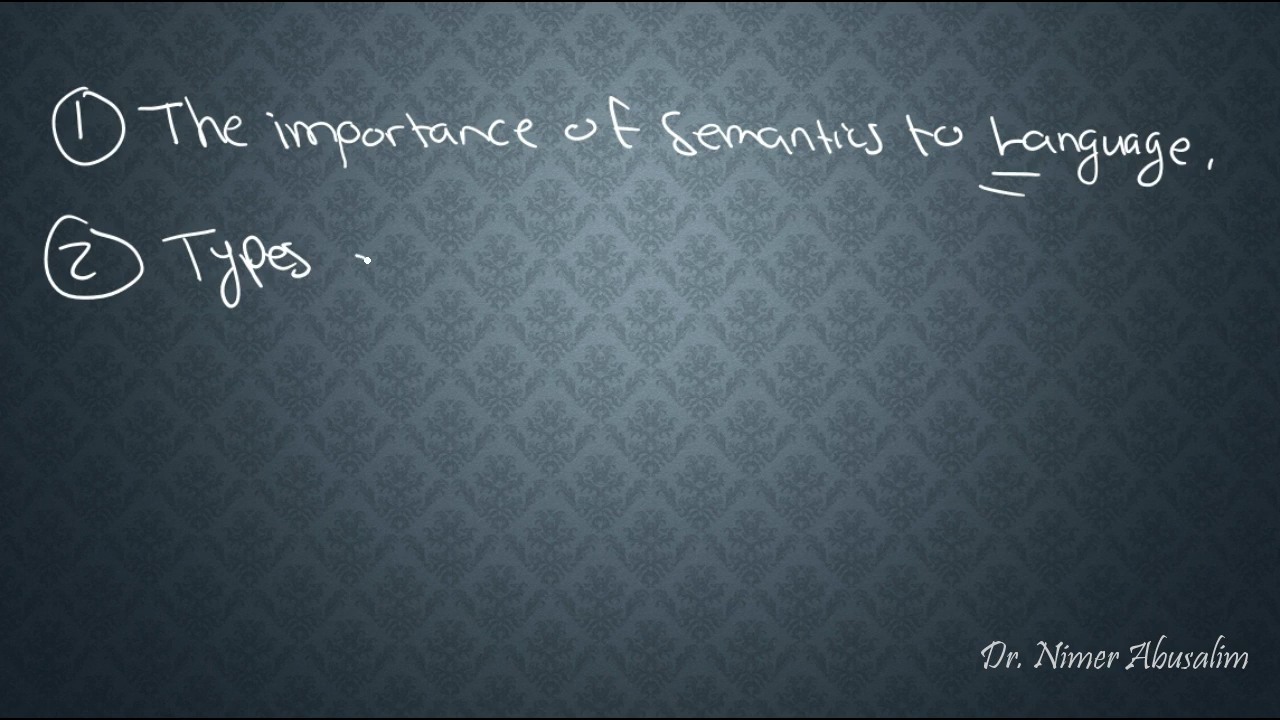 ① The importance of Semantics to Language.
② Types
Dr. Nimer Abusalim